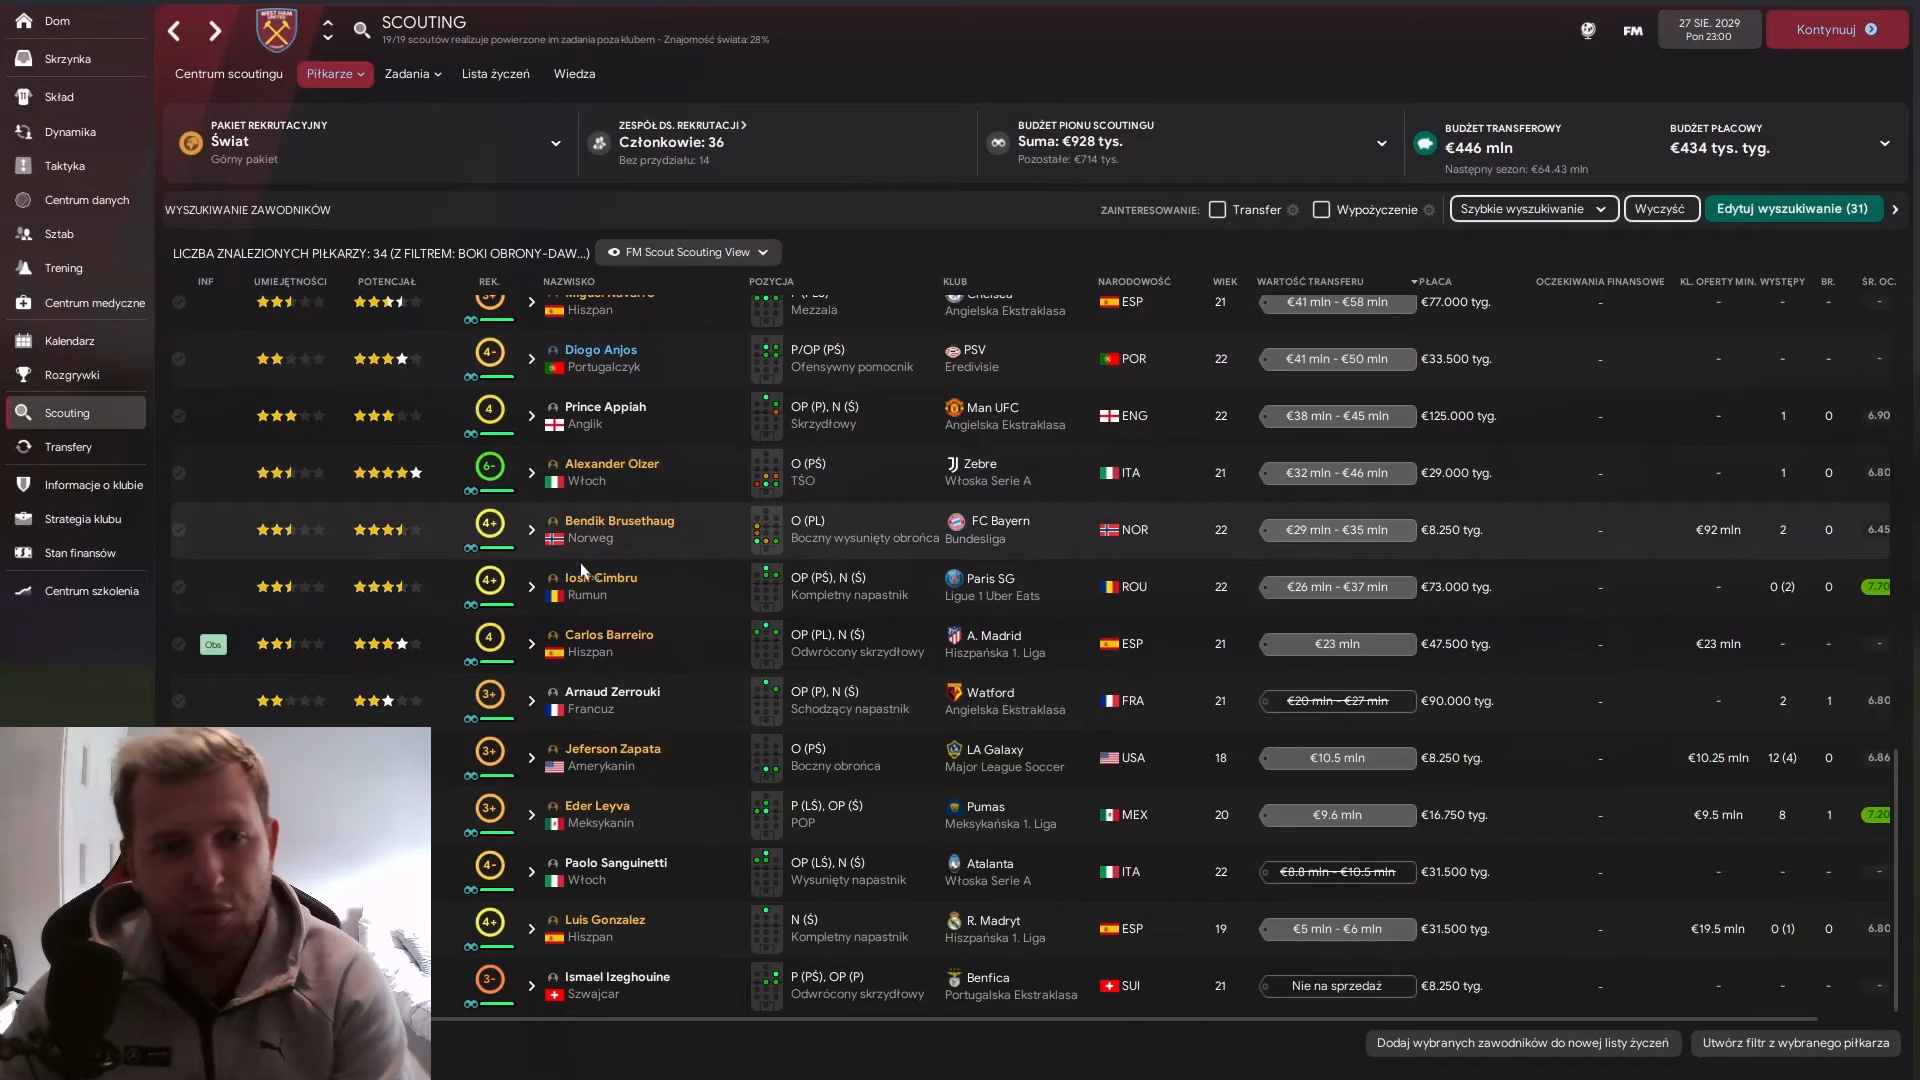 Dom
Skrzynka
Skład
Dynamika
Taktyka
Centrum danych
Sztab
Trening
Centrum medyczne
Kalendarz
Rozgrywki
Scouting
Transfery
Informacje o klubie
Strategia klubu
Stan finansów
Centrum szkolenia
SCOUTING
19/19 scoutów realizuje powierzone im zadania poza klubem - Znajomość świata: 28%
FM
27 SIE. 2029
Pon 23:00
Kontynuuj
Centrum scoutingu
Piłkarze
Zadania
Lista życzeń
Wiedza
PAKIET REKRUTACYJNY
Świat
Górny pakiet
ZESPÓŁ DS. REKRUTACJI
Członkowie: 36
Bez przydziału: 14
BUDŻET PIONU SCOUTINGU
Suma: €928 tys.
Pozostałe: €714 tys.
BUDŻET TRANSFEROWY
€446 mln
Następny sezon: €64.43 mln
BUDŻET PŁACOWY
€434 tys. tyg.
WYSZUKIWANIE ZAWODNIKÓW
ZAINTERESOWANIE: Transfer Wypożyczenie Szybkie wyszukiwanie Wyczyść Edytuj wyszukiwanie (31)
LICZBA ZNALEZIONYCH PIŁKARZY: 34 (Z FILTREM: BOKI OBRONY-DAW...) FM Scout Scouting View
INF UMIEJĘTNOŚCI POTENCJAŁ REK. NAZWISKO POZYCJA KLUB NARODOWOŚĆ WIEK WARTOŚĆ TRANSFERU PŁACA OCZEKIWANIA FINANSOWE KL. OFERTY MIN. WYSTĘPY BR. ŚR. OC.
Hiszpan Mezzala Angielska Ekstraklasa ESP 21 €41 mln - €58 mln €77.000 tyg. - - - - -
4- Diogo Anjos P/OP (PŚ) PSV POR 22 €41 mln - €50 mln €33.500 tyg. - - - - -
Portugalczyk Ofensywny pomocnik Eredivisie
4 Prince Appiah OP (P), N (Ś) Man UFC ENG 22 €38 mln - €45 mln €125.000 tyg. - - 1 0 6.90
Anglik Skrzydłowy Angielska Ekstraklasa
6- Alexander Olzer O (PŚ) Zebre ITA 21 €32 mln - €46 mln €29.000 tyg. - - 1 0 6.80
Włoch TŚO Włoska Serie A
4+ Bendik Brusethaug O (PL) FC Bayern NOR 22 €29 mln - €35 mln €8.250 tyg. - €92 mln 2 0 6.45
Norweg Boczny wysunięty obrońca Bundesliga
4+ Cimbru OP (PŚ), N (Ś) Paris SG ROU 22 €26 mln - €37 mln €73.000 tyg. - - 0 (2) 0 7.70
Rumun Kompletny napastnik Ligue 1 Uber Eats
Obs 4 Carlos Barreiro OP (PL), N (Ś) A. Madrid ESP 21 €23 mln €47.500 tyg. - €23 mln - - -
Hiszpan Odwrócony skrzydłowy Hiszpańska 1. Liga
3+ Arnaud Zerrouki OP (P), N (Ś) Watford FRA 21 €20 mln - €27 mln €90.000 tyg. - - 2 1 6.80
Francuz Schodzący napastnik Angielska Ekstraklasa
3+ Jeferson Zapata O (PŚ) LA Galaxy USA 18 €10.5 mln €8.250 tyg. - €10.25 mln 12 (4) 0 6.86
Amerykanin Boczny obrońca Major League Soccer
3+ Eder Leyva P (LŚ), OP (Ś) Pumas MEX 20 €9.6 mln €16.750 tyg. - €9.5 mln 8 1 7.20
Meksykanin POP Meksykańska 1. Liga
4- Paolo Sanguinetti OP (LŚ), N (Ś) Atalanta ITA 22 €8.8 mln - €10.5 mln €31.500 tyg. - - - - -
Włoch Wysunięty napastnik Włoska Serie A
4+ Luis Gonzalez N (Ś) R. Madryt ESP 19 €5 mln - €6 mln €31.500 tyg. - €19.5 mln 0 (1) 0 6.80
Hiszpan Kompletny napastnik Hiszpańska 1. Liga
3- Ismael Izeghouine P (PŚ), OP (P) Benfica SUI 21 Nie na sprzedaż €8.250 tyg. - - - - -
Szwajcar Odwrócony skrzydłowy Portugalska Ekstraklasa
Dodaj wybranych zawodników do nowej listy życzeń Utwórz filtr z wybranego piłkarza